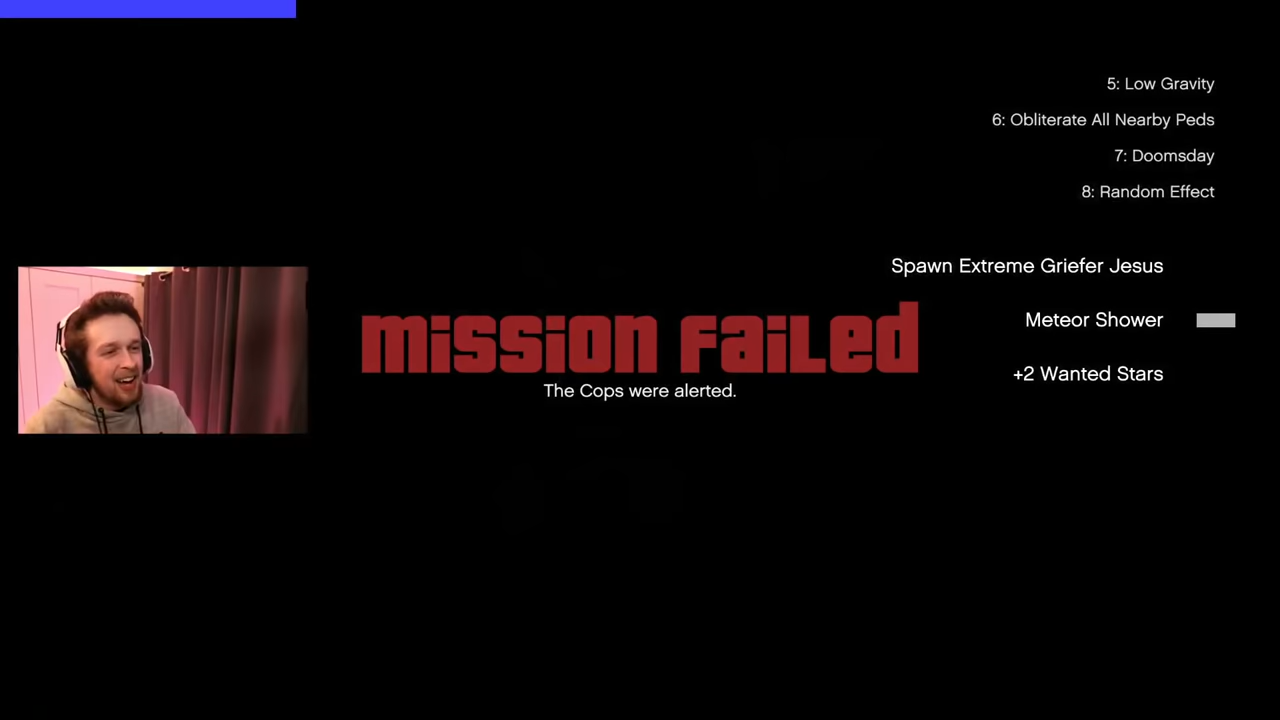 5: Low Gravity
6: Obliterate All Nearby Peds
7: Doomsday
8: Random Effect
Spawn Extreme Griefer Jesus
Meteor Shower
+2 Wanted Stars
mission failed
The Cops were alerted.